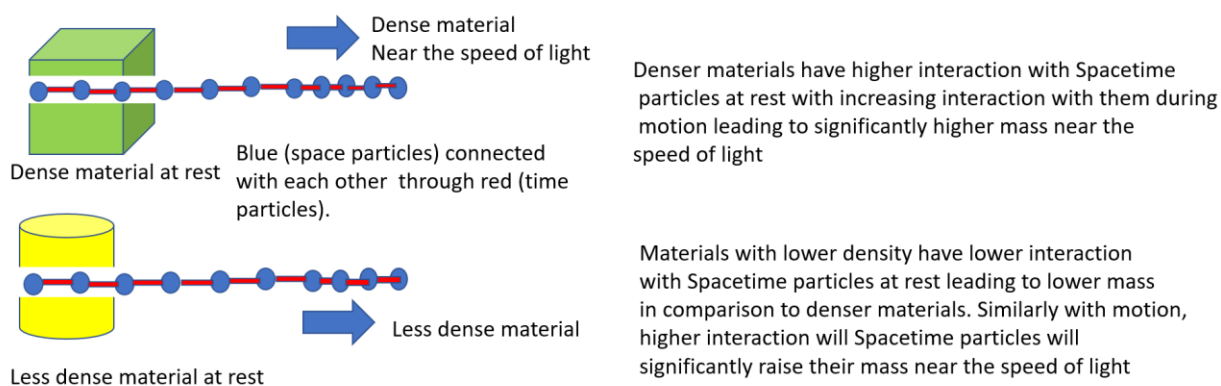 Dense material
Near the speed of light
Denser materials have higher interaction with Spacetime
particles at rest with increasing interaction with them during
motion leading to significantly higher mass near the
speed of light
Dense material at rest
Blue (space particles) connected
with each other through red (time
particles).
Materials with lower density have lower interaction
with Spacetime particles at rest leading to lower mass
in comparison to denser materials. Similarly with motion,
higher interaction will Spacetime particles will
significantly raise their mass near the speed of light
Less dense material
Less dense material at rest